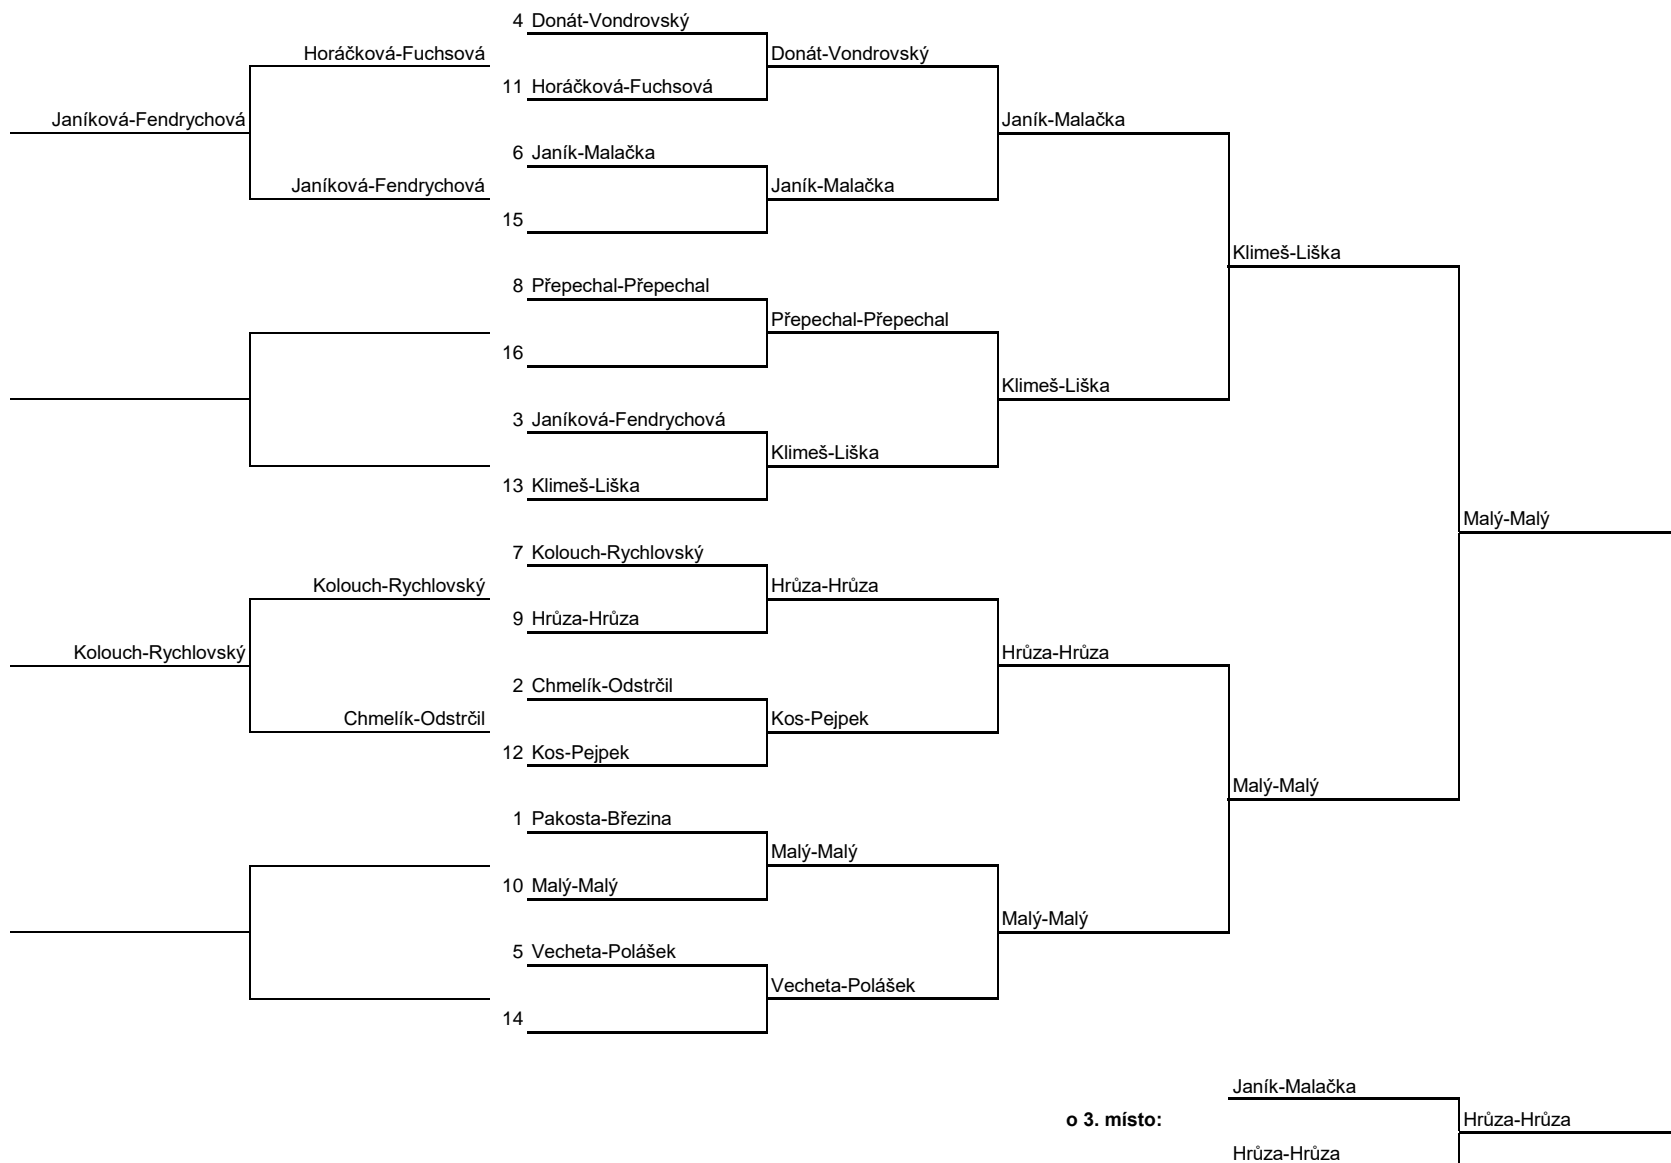 4 Donát-Vondrovský
Horáčková-Fuchsová Donát-Vondrovský
11 Horáčková-Fuchsová
Janíková-Fendrychová Janík-Malačka
6 Janík-Malačka
Janíková-Fendrychová Janík-Malačka
15
Klimeš-Liška
8 Přepechal-Přepechal
Přepechal-Přepechal
16
Klimeš-Liška
3 Janíková-Fendrychová
Klimeš-Liška
13 Klimeš-Liška
Malý-Malý
7 Kolouch-Rychlovský
Kolouch-Rychlovský Hrůza-Hrůza
9 Hrůza-Hrůza
Kolouch-Rychlovský Hrůza-Hrůza
2 Chmelík-Odstrčil
Chmelík-Odstrčil Kos-Pejpek
12 Kos-Pejpek
Malý-Malý
1 Pakosta-Březina
Malý-Malý
10 Malý-Malý
Malý-Malý
5 Vecheta-Polášek
Vecheta-Polášek
14
Janík-Malačka
o 3. místo: Hrůza-Hrůza
Hrůza-Hrůza